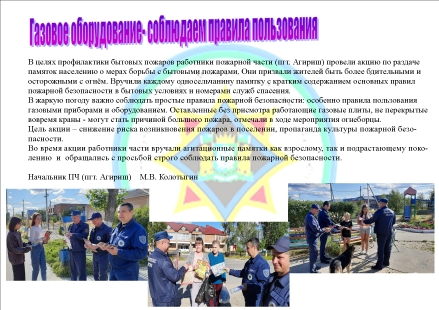 Газовое оборудование- соблюдаем правила пользования
В целях профилактики бытовых пожаров работники пожарной части (пгт. Агириш) провели акцию по раздаче
памяток населению о мерах борьбы с бытовыми пожарами. Они призвали жителей быть более бдительными и
осторожными с огнём. Вручили каждому односельчанину памятку с кратким содержанием основных правил
пожарной безопасности в бытовых условиях и номерами служб спасения.
В жаркую погоду важно соблюдать простые правила пожарной безопасности: особенно правила пользования
газовыми приборами и оборудованием. Оставленные без присмотра работающие газовые плиты, не перекрытые
вовремя краны - могут стать причиной большого пожара, отмечали в ходе мероприятия огнеборцы.
Цель акции – снижение риска возникновения пожаров в поселении, пропаганда культуры пожарной безо-
пасности.
Во время акции работники части вручали агитационные памятки как взрослому, так и подрастающему поко-
лению и обращались с просьбой строго соблюдать правила пожарной безопасности.
Начальник ПЧ (пгт. Агириш) М.В. Колотыгин